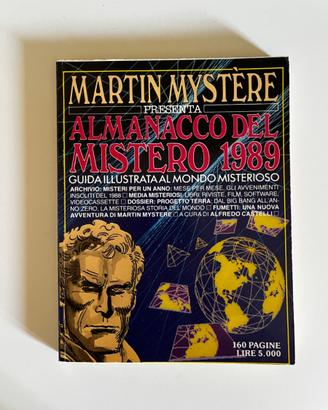 MARTIN MYSTÈRE
PRESENTA
ALMANACCO DEL
MISTERO 1989
GUIDA ILLUSTRATA AL MONDO MISTERIOSO
ARCHIVIO: MISTERI PER UN ANNO: MESE PER MESE, GLI AVVENIMENTI
INSOLITI DEL 1988 □ MEDIA MISTERIOSI: LIBRI, RIVISTE, FILM, SOFTWARE,
VIDEOCASSETTE □ DOSSIER: PROGETTO TERRA: DAL BIG BANG ALL'AN-
NO ZERO, LA MISTERIOSA STORIA DEL MONDO □ FUMETTI: UNA NUOVA
AVVENTURA DI MARTIN MYSTERE □ A CURA DI ALFREDO CASTELLI □
160 PAGINE
LIRE 5.000